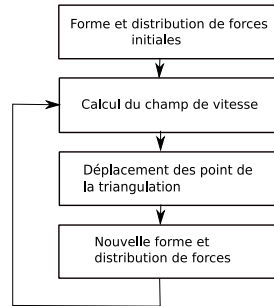 Forme et distribution de forces
initiales
Calcul du champ de vitesse
Déplacement des point de
la triangulation
Nouvelle forme et
distribution de forces